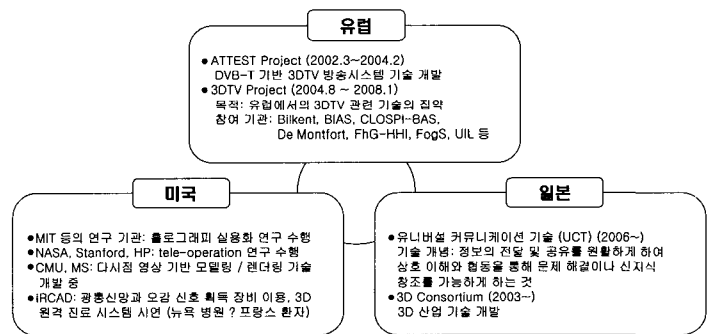 유럽
● ATTEST Project (2002.3~2004.2)
DVB-T 기반 3DTV 방송시스템 기술 개발
● 3DTV Project (2004.8 ~ 2008.1)
목적: 유럽에서의 3DTV 관련 기술의 집약
참여 기관: Bilkent, BIAS, CLOSPI-BAS,
De Montfort, FhG-HHI, FogS, UIL 등
미국
●MIT 등의 연구 기관: 홀로그래피 실용화 연구 수행
●NASA, Stanford, HP: tele-operation 연구 수행
●CMU, MS: 다시점 영상 기반 모델링 / 렌더링 기술
개발 중
●iRCAD: 광통신망과 오감 신호 획득 장비 이용, 3D
원격 진료 시스템 시연 (뉴욕 병원 ? 프랑스 환자)
일본
●유니버설 커뮤니케이션 기술 (UCT) (2006~)
기술 개념: 정보의 전달 및 공유를 원활하게 하여
상호 이해와 협동을 통해 문제 해결이나 신지식
창조를 가능하게 하는 것
●3D Consortium (2003~)
3D 산업 기술 개발